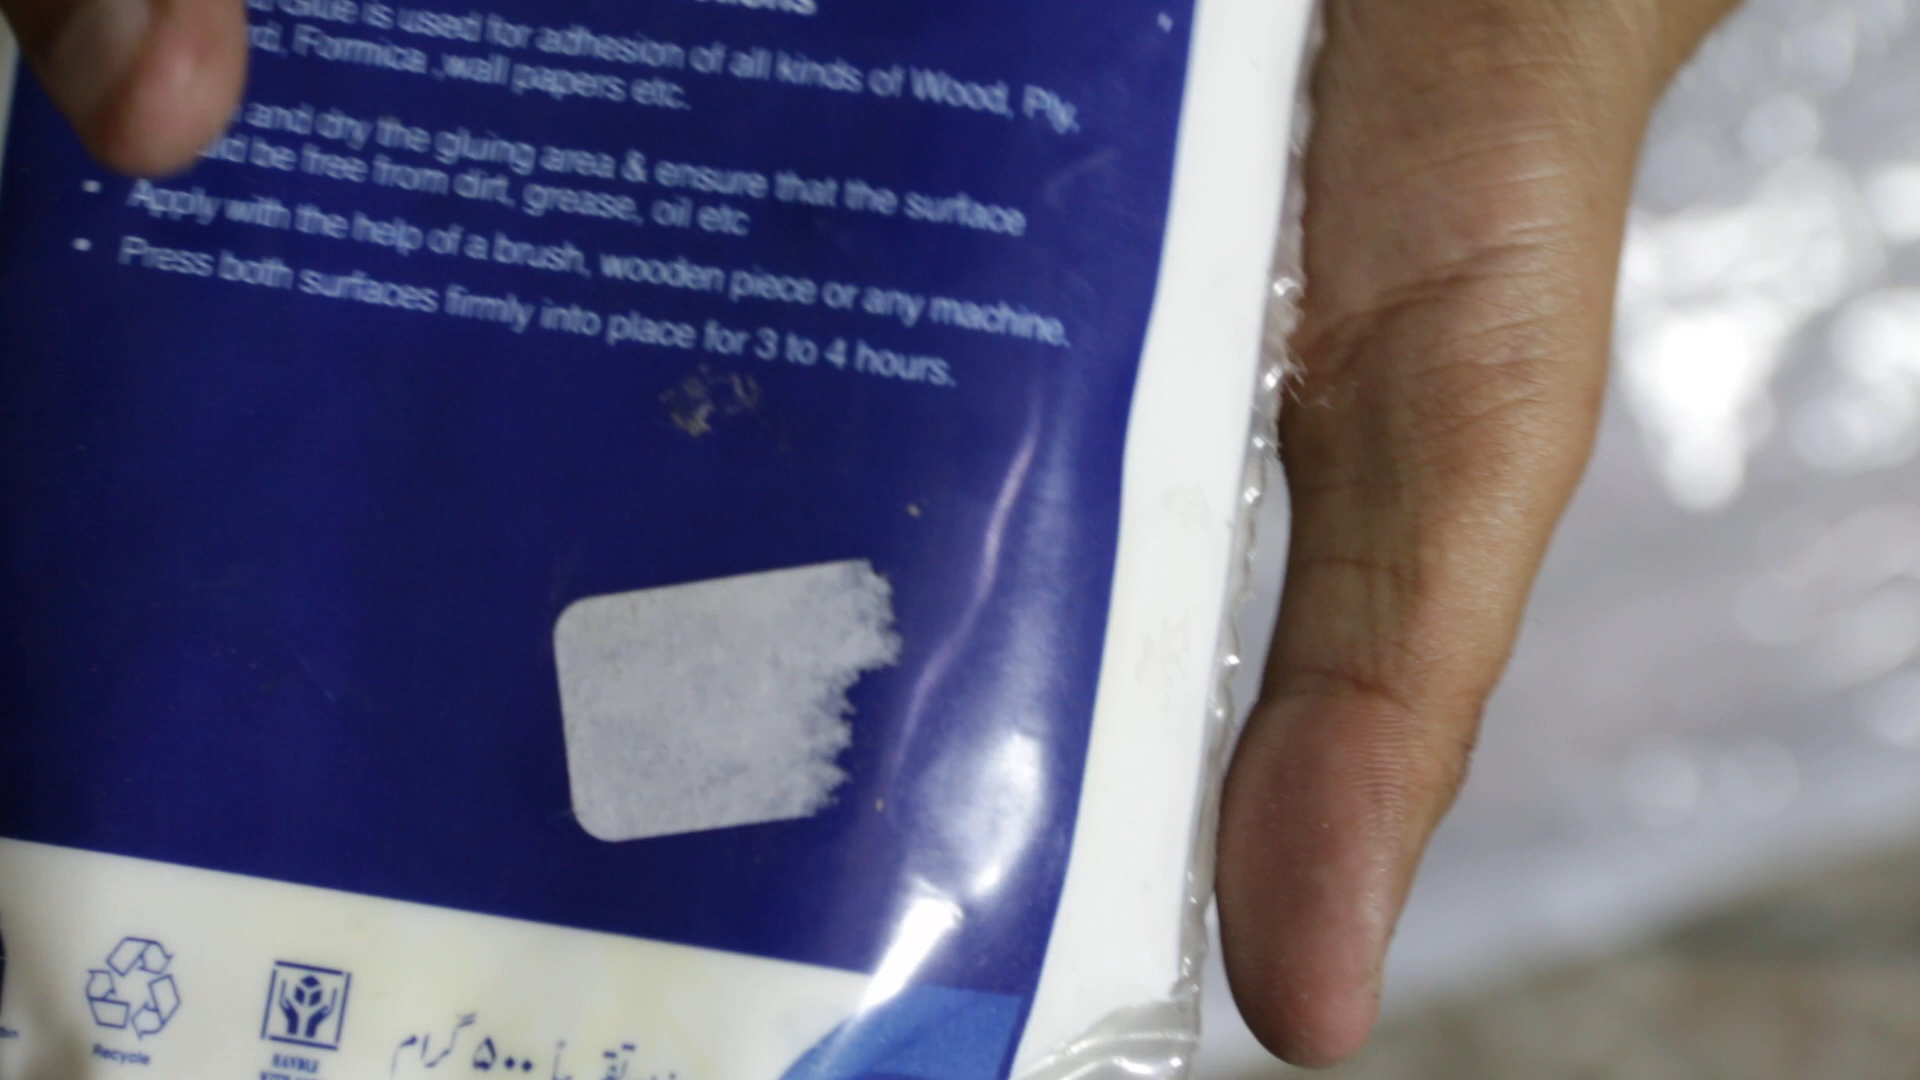 Glue is used for adhesion of all kinds of Wood, Ply,
Formica ,wall papers etc.
and dry the gluing area & ensure that the surface
be free from dirt, grease, oil etc
- Apply with the help of a brush, wooden piece or any machine.
- Press both surfaces firmly into place for 3 to 4 hours.
Recycle
HANDLE
تقریباً ۵۰۰ گرام